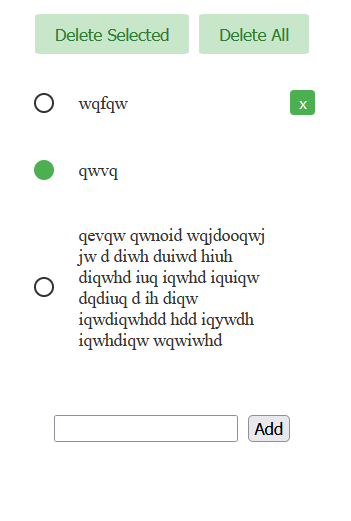 Delete Selected Delete All
wqfqw x
qwvq
qevqw qwnoid wqjdooqwj
jw d diwh duiwd hiuh
diqwhd iuq iqwhd iquiqw
dqdiuq d ih diqw
iqwdiqwhdd hdd iqywdh
iqwhdiqw wqwiwhd
Add